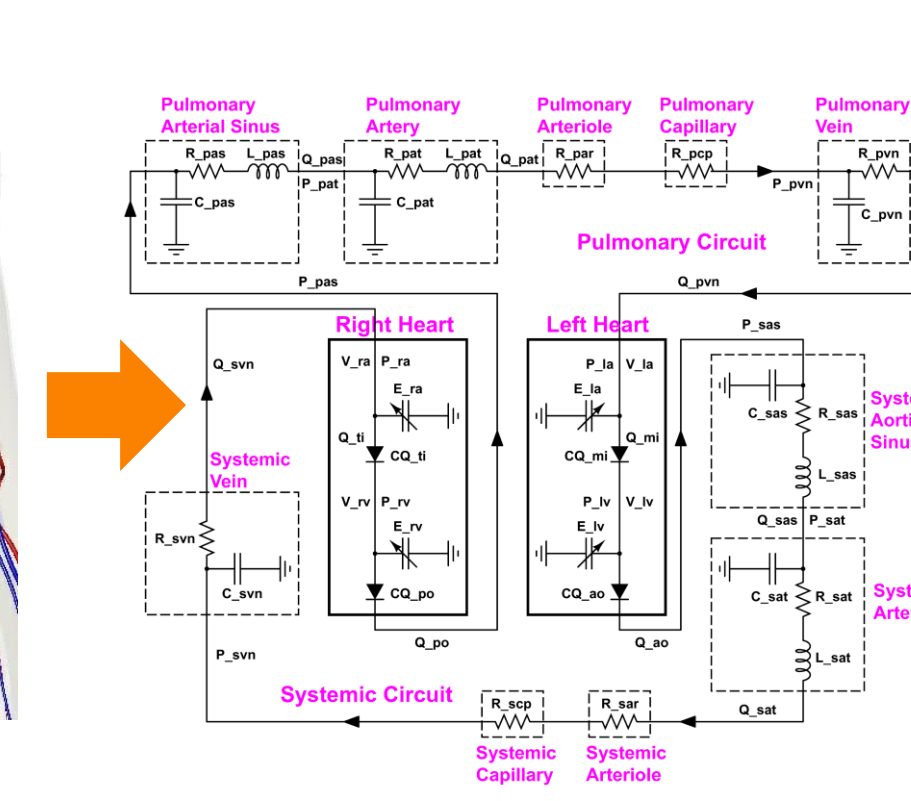 Pulmonary
Arterial Sinus
Pulmonary
Artery
Pulmonary
Arteriole
Pulmonary
Capillary
Pulmonary
Vein
R_pas
L_pas
Q_pas
P_pat
C_pas
R_pat
L_pat
Q_pat
C_pat
R_par
R_pcp
P_pvn
R_pvn
C_pvn
Pulmonary Circuit
P_pas
Q_pvn
Right Heart
Left Heart
P_sas
Q_svn
V_ra P_ra
E_ra
Q_ti
CQ_ti
V_rv P_rv
E_rv
CQ_po
Q_po
P_la V_la
E_la
Q_mi
CQ_mi
P_lv V_lv
E_lv
CQ_ao
Q_ao
C_sas
R_sas
L_sas
Q_sas P_sat
C_sat
R_sat
L_sat
Q_sat
Systemic
Vein
R_svn
C_svn
P_svn
Systemic Circuit
R_scp
R_sar
Systemic
Capillary
Systemic
Arteriole